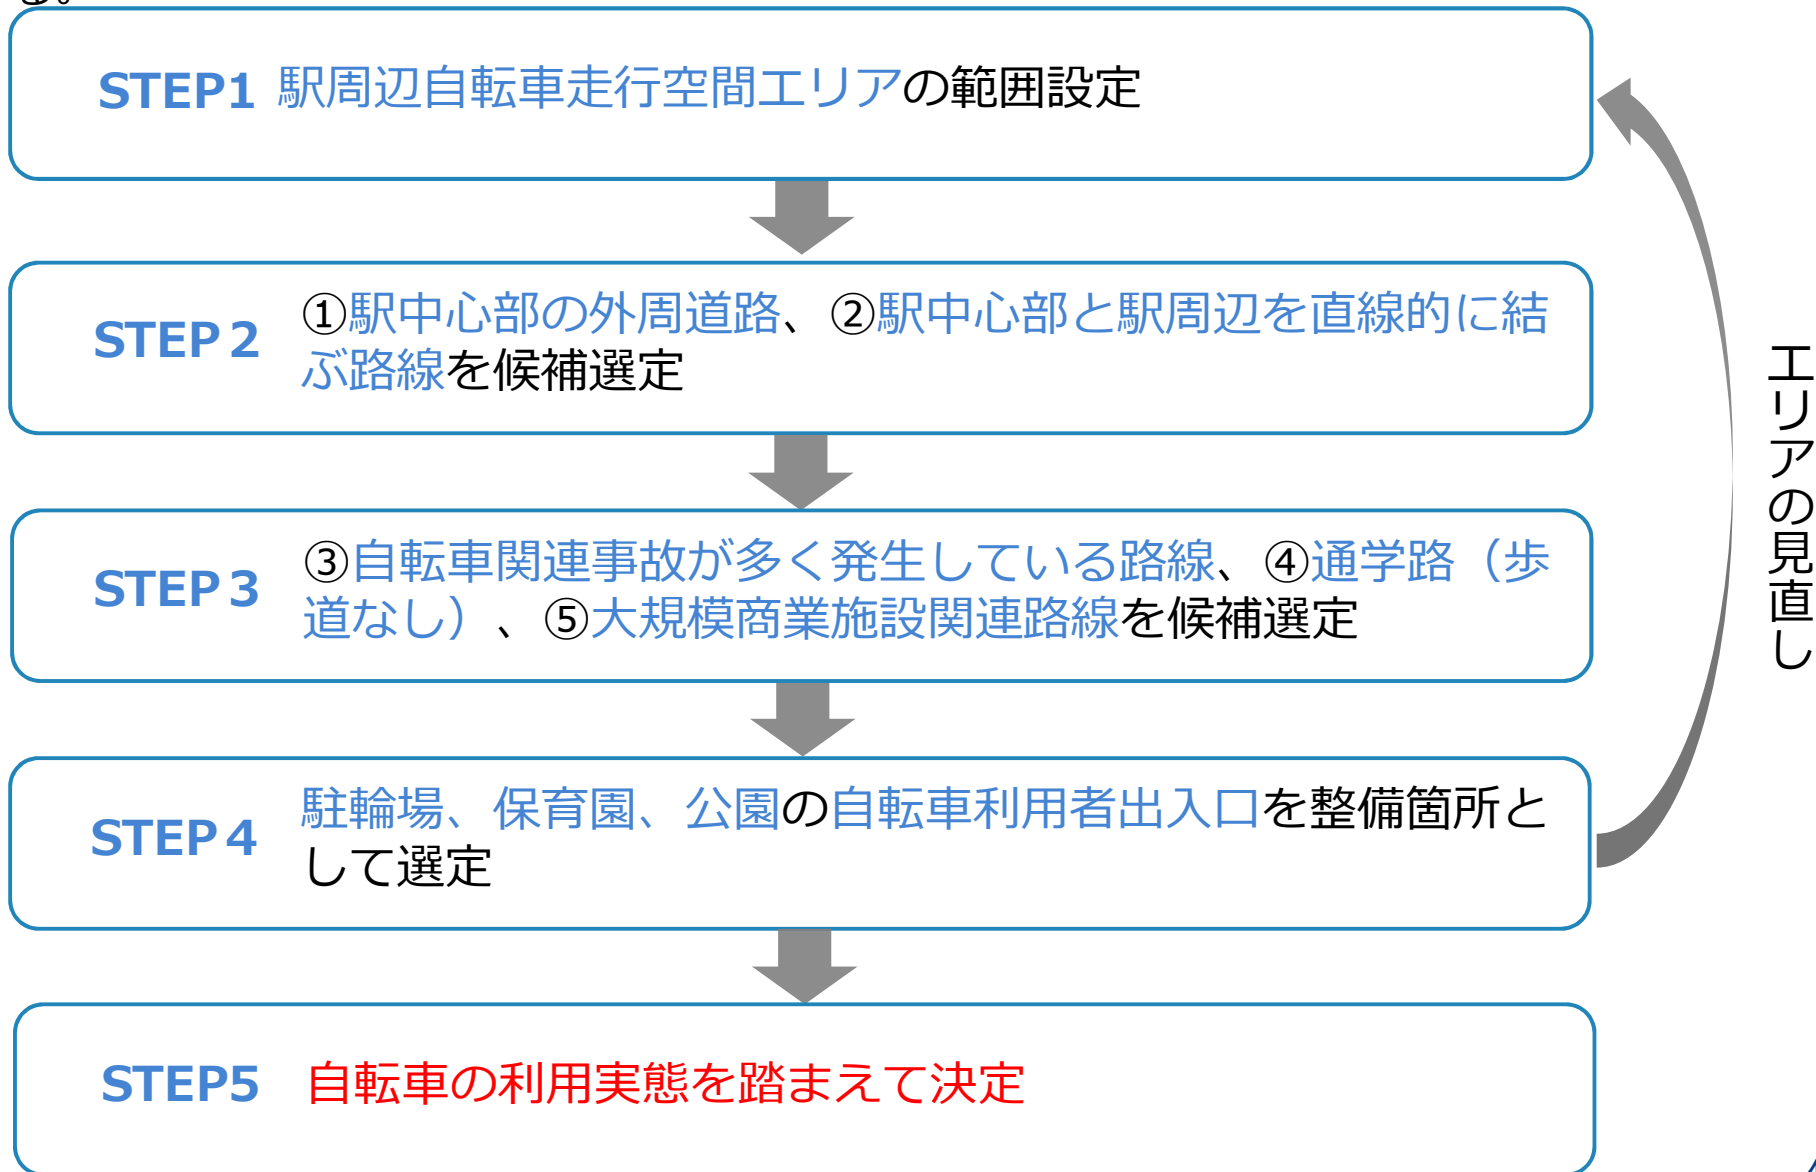 る。
STEP1 駅周辺自転車走行空間エリアの範囲設定
STEP２ ①駅中心部の外周道路、②駅中心部と駅周辺を直線的に結
ぶ路線を候補選定
STEP３ ③自転車関連事故が多く発生している路線、④通学路（歩
道なし）、⑤大規模商業施設関連路線を候補選定
STEP４ 駐輪場、保育園、公園の自転車利用者出入口を整備箇所と
して選定
STEP5 自転車の利用実態を踏まえて決定
エリアの見直し